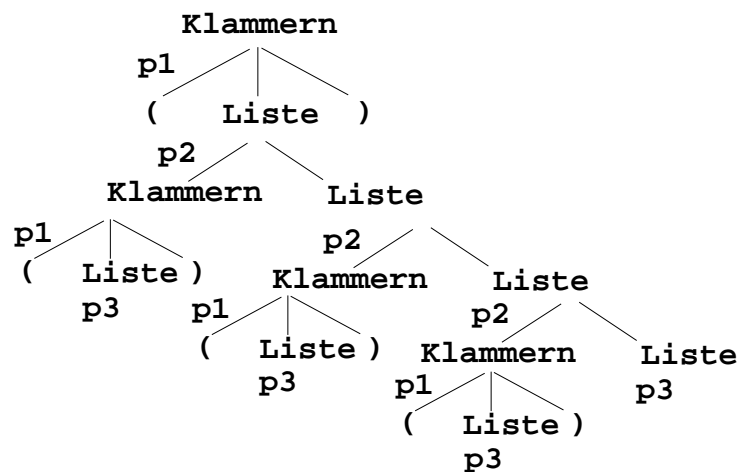 Klammern
p1
( Liste )
p2
Klammern Liste
p1 p2
( Liste ) Klammern Liste
p3 p1 p2
( Liste ) Klammern Liste
p3 p1 p3
( Liste )
p3